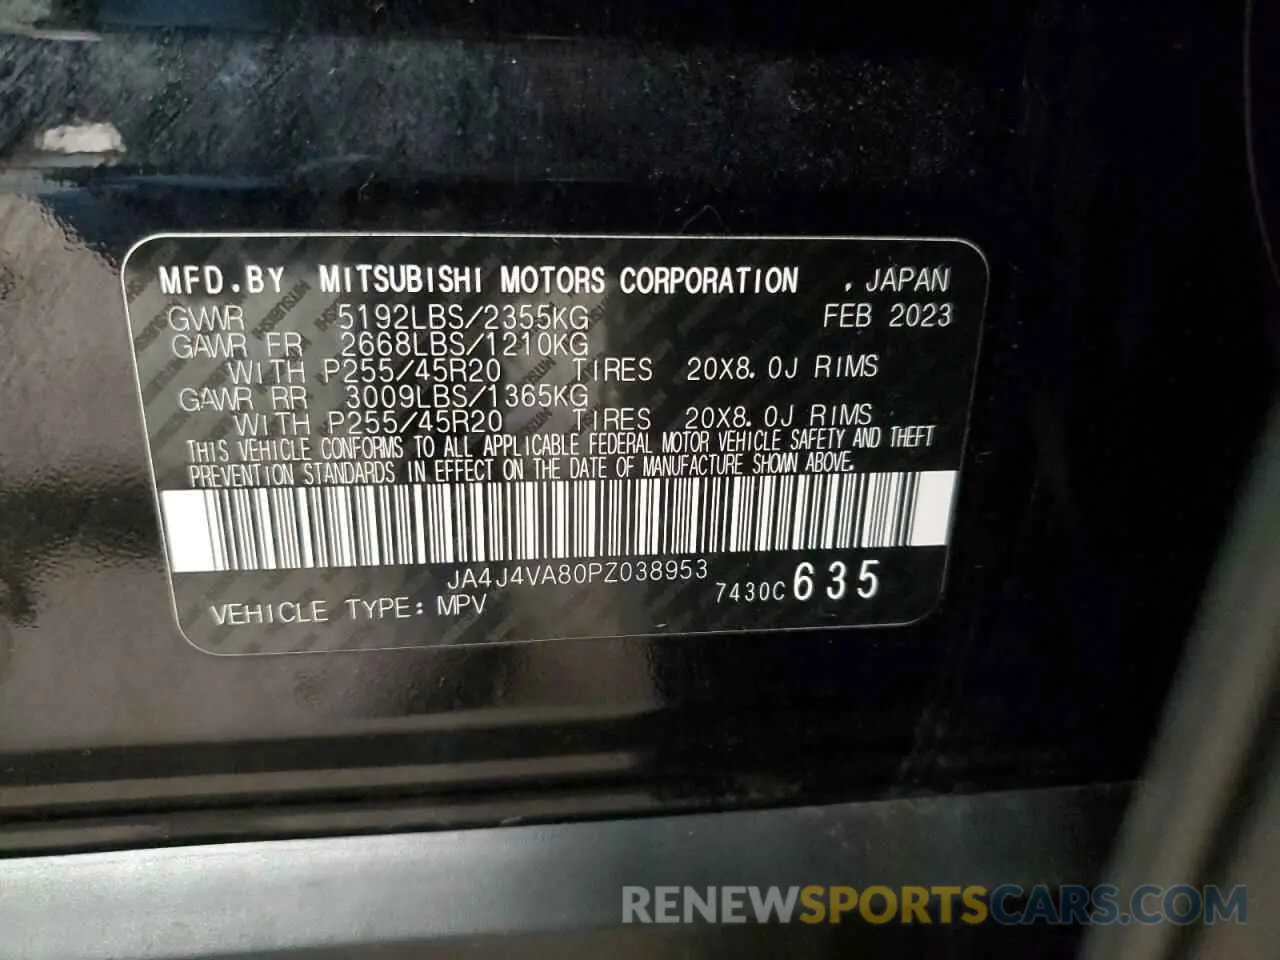 MFD.BY MITSUBISHI MOTORS CORPORATION , JAPAN
GVWR 5192LBS/2355KG FEB 2023
GAWR FR 2668LBS/1210KG
WITH P255/45R20 TIRES 20X8.0J RIMS
GAWR RR 3009LBS/1365KG
WITH P255/45R20 TIRES 20X8.0J RIMS
THIS VEHICLE CONFORMS TO ALL APPLICABLE FEDERAL MOTOR VEHICLE SAFETY AND THEFT
PREVENTION STANDARDS IN EFFECT ON THE DATE OF MANUFACTURE SHOWN ABOVE.
JA4J4VA80PZ038953
7430C 635
VEHICLE TYPE: MPV
RENEWSPORTSCARS.COM